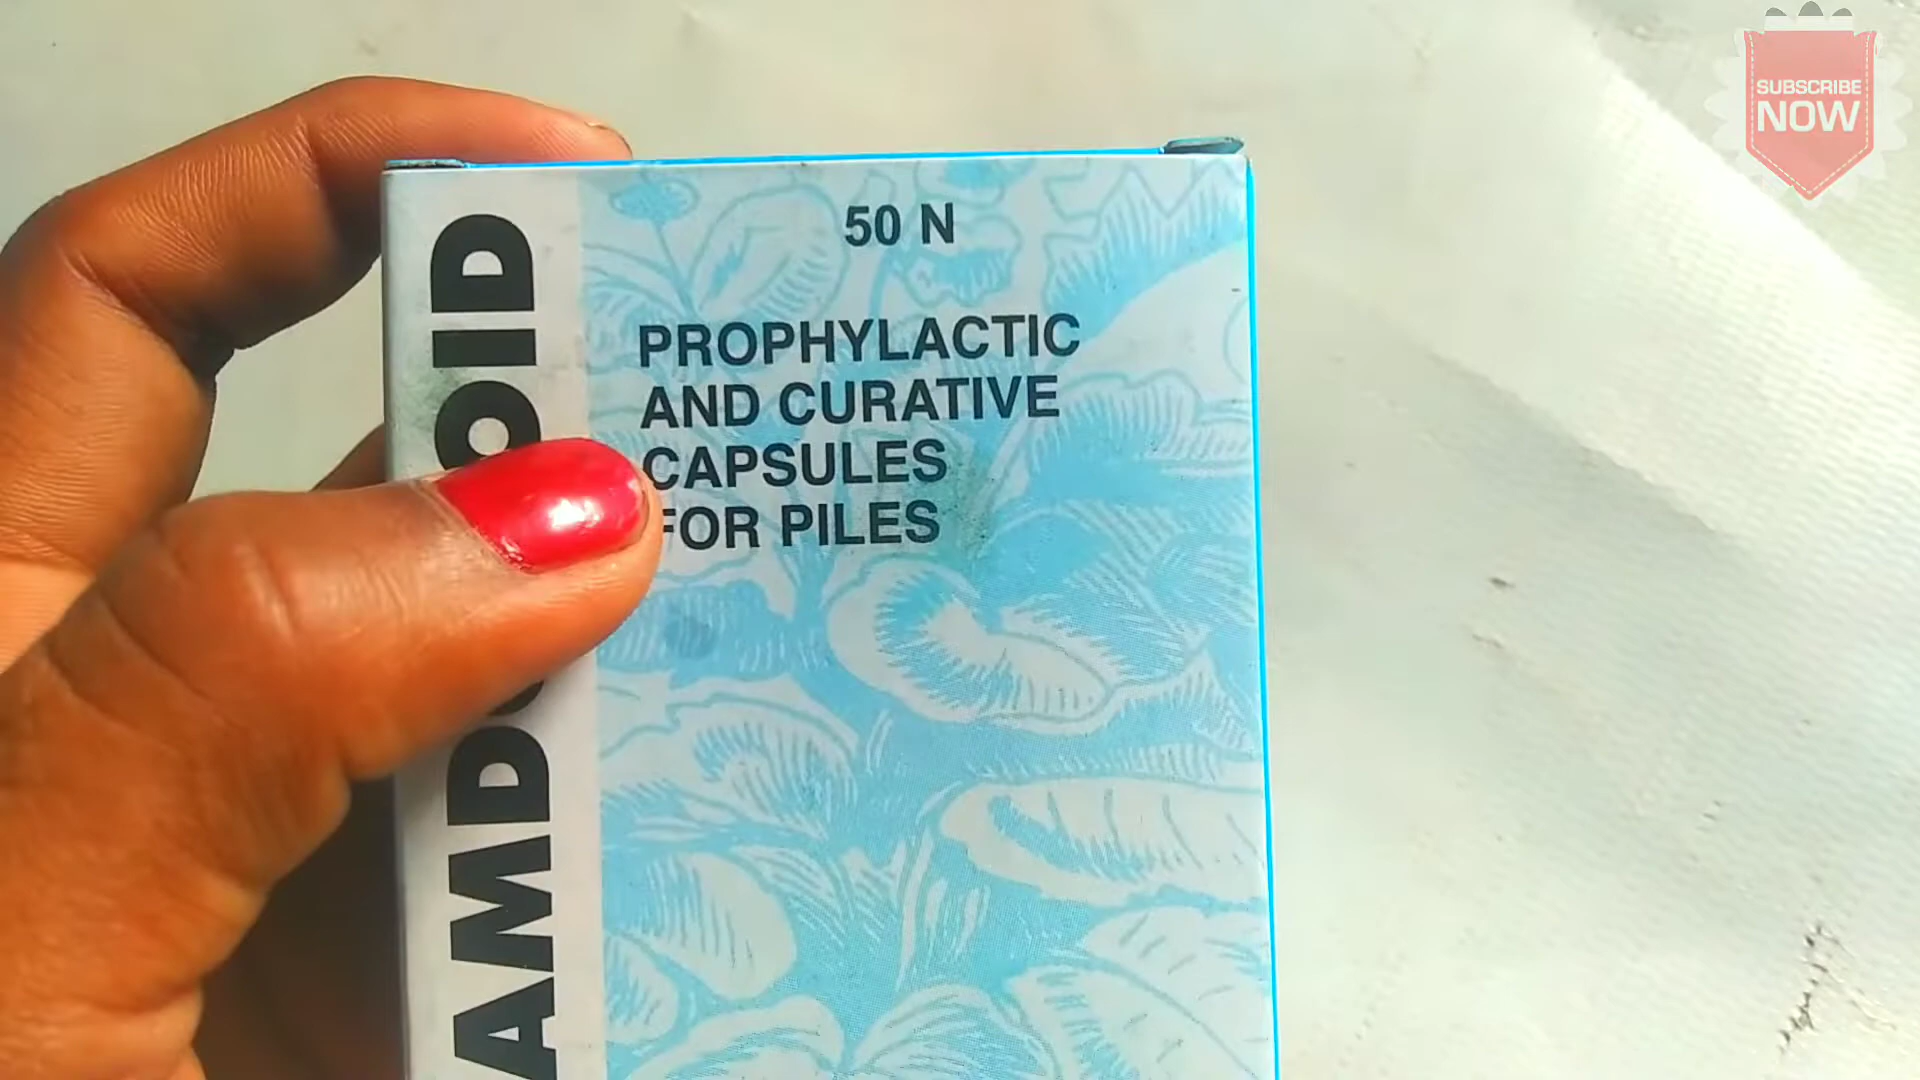 50 N
PROPHYLACTIC
AND CURATIVE
CAPSULES
FOR PILES
SUBSCRIBE
NOW